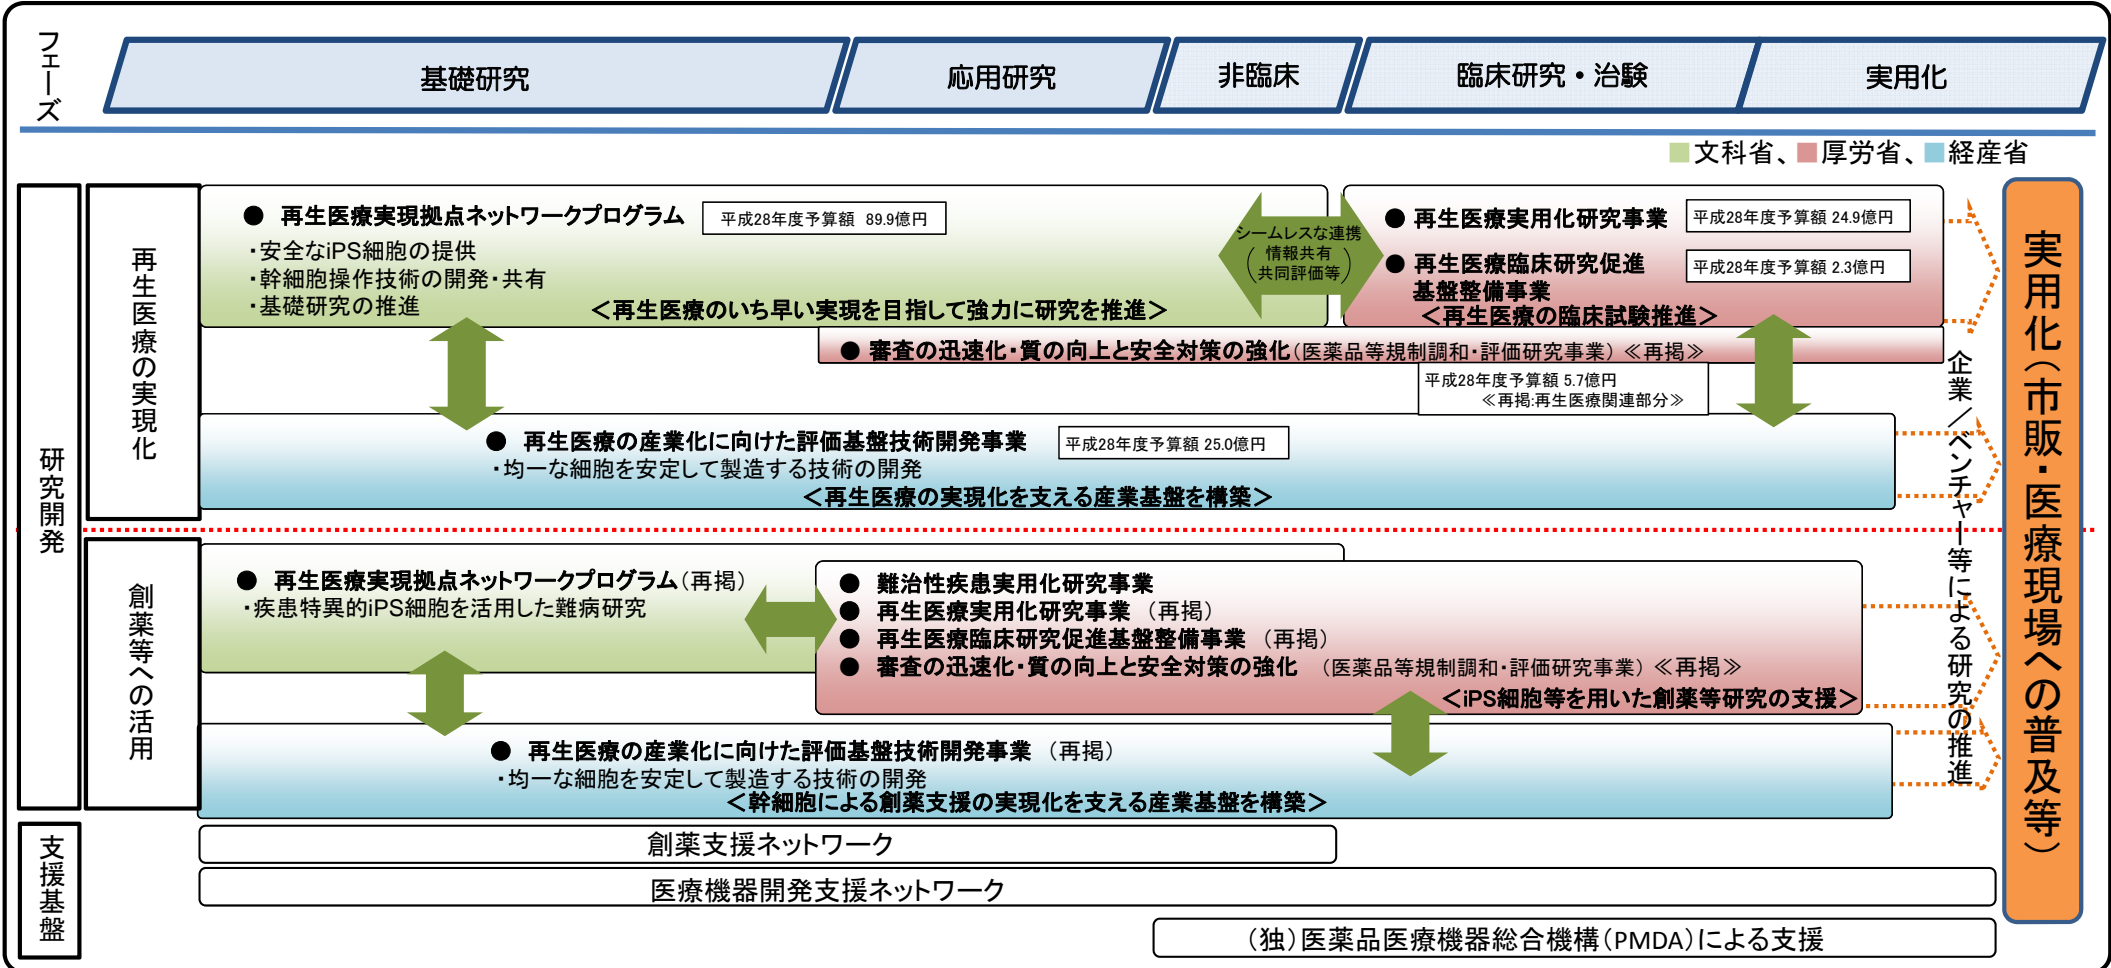 フェーズ
基礎研究
応用研究
非臨床
臨床研究・治験
実用化
文科省、厚労省、経産省
研究開発
再生医療の実現化
● 再生医療実現拠点ネットワークプログラム
平成28年度予算額 89.9億円
・安全なiPS細胞の提供
・幹細胞操作技術の開発・共有
・基礎研究の推進
＜再生医療のいち早い実現を目指して強力に研究を推進＞
シームレスな連携
情報共有
共同評価等
● 再生医療実用化研究事業
平成28年度予算額 24.9億円
● 再生医療臨床研究促進
基盤整備事業
平成28年度予算額 2.3億円
＜再生医療の臨床試験推進＞
● 審査の迅速化・質の向上と安全対策の強化（医薬品等規制調和・評価研究事業）≪再掲≫
平成28年度予算額 5.7億円
≪再掲:再生医療関連部分≫
● 再生医療の産業化に向けた評価基盤技術開発事業
平成28年度予算額 25.0億円
・均一な細胞を安定して製造する技術の開発
＜再生医療の実現化を支える産業基盤を構築＞
創薬等への活用
● 再生医療実現拠点ネットワークプログラム（再掲）
・疾患特異的iPS細胞を活用した難病研究
● 難治性疾患実用化研究事業
● 再生医療実用化研究事業（再掲）
● 再生医療臨床研究促進基盤整備事業（再掲）
● 審査の迅速化・質の向上と安全対策の強化（医薬品等規制調和・評価研究事業）≪再掲≫
＜iPS細胞等を用いた創薬等研究の支援＞
● 再生医療の産業化に向けた評価基盤技術開発事業（再掲）
・均一な細胞を安定して製造する技術の開発
＜幹細胞による創薬支援の実現化を支える産業基盤を構築＞
企業／ベンチャー等による研究の推進
実用化（市販・医療現場への普及等）
支援基盤
創薬支援ネットワーク
医療機器開発支援ネットワーク
（独）医薬品医療機器総合機構（PMDA）による支援